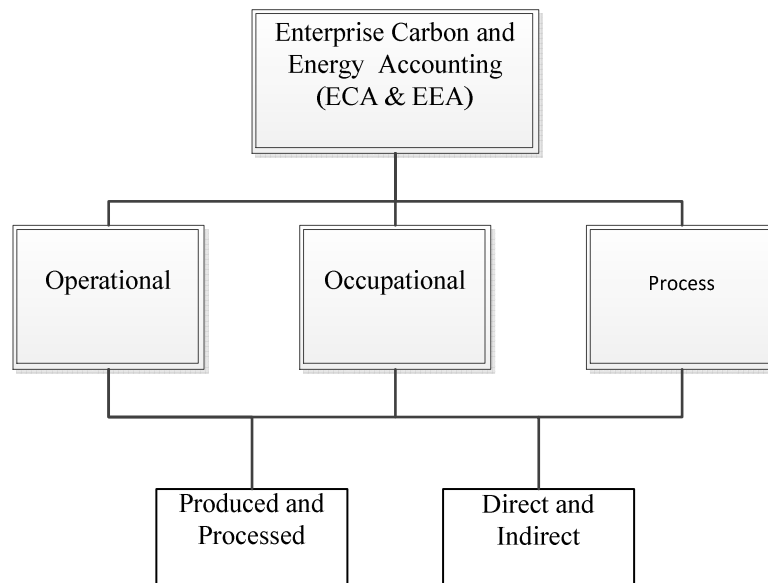 Enterprise Carbon and
Energy Accounting
(ECA & EEA)
Operational
Occupational
Process
Produced and
Processed
Direct and
Indirect